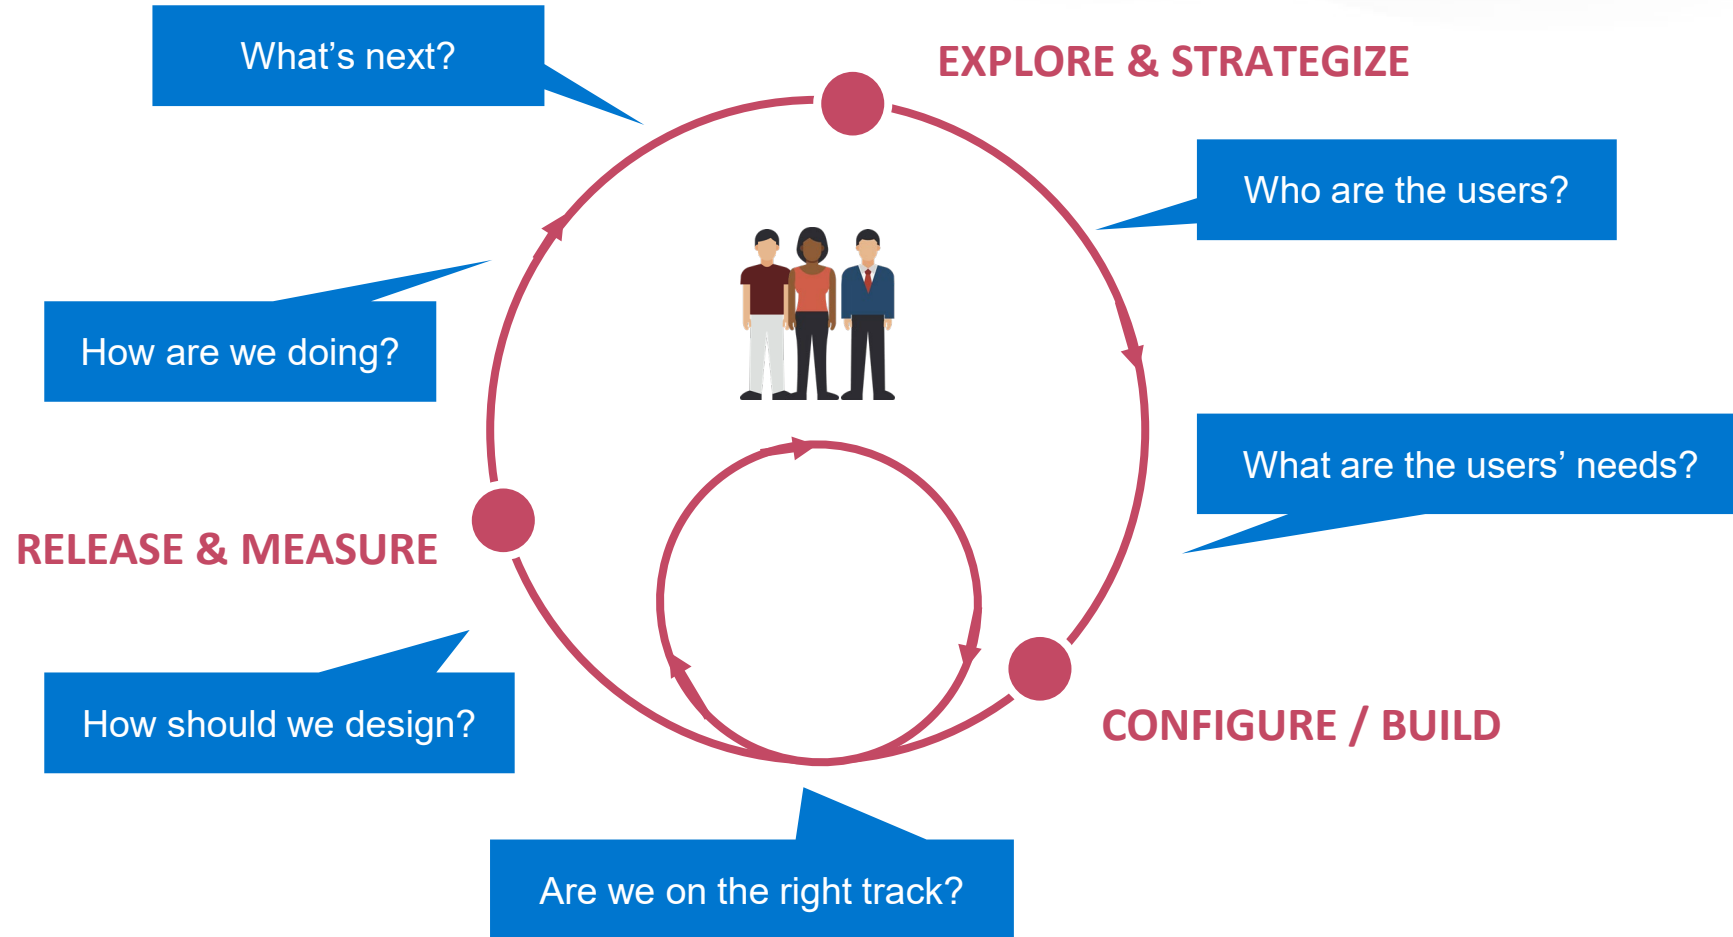 What’s next?
EXPLORE & STRATEGIZE
Who are the users?
How are we doing?
What are the users’ needs?
RELEASE & MEASURE
How should we design?
CONFIGURE / BUILD
Are we on the right track?